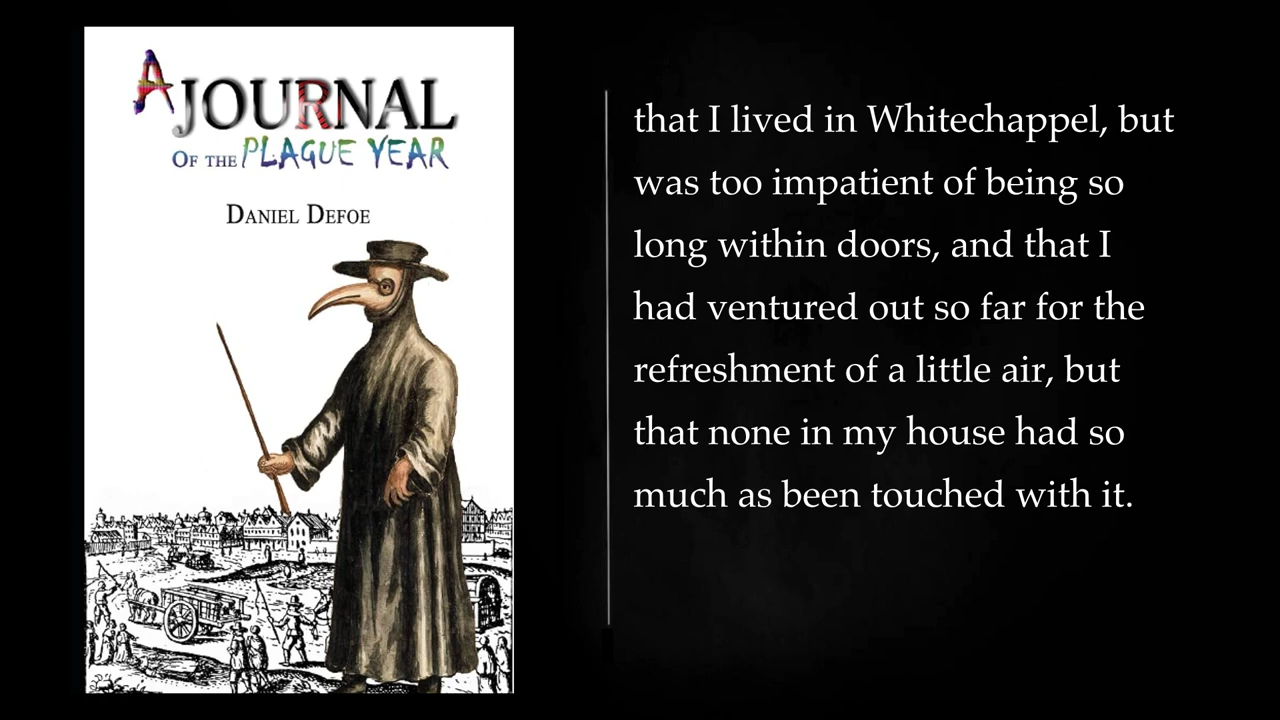 A JOURNAL
OF THE PLAGUE YEAR
DANIEL DEFOE
that I lived in Whitechappel, but
was too impatient of being so
long within doors, and that I
had ventured out so far for the
refreshment of a little air, but
that none in my house had so
much as been touched with it.